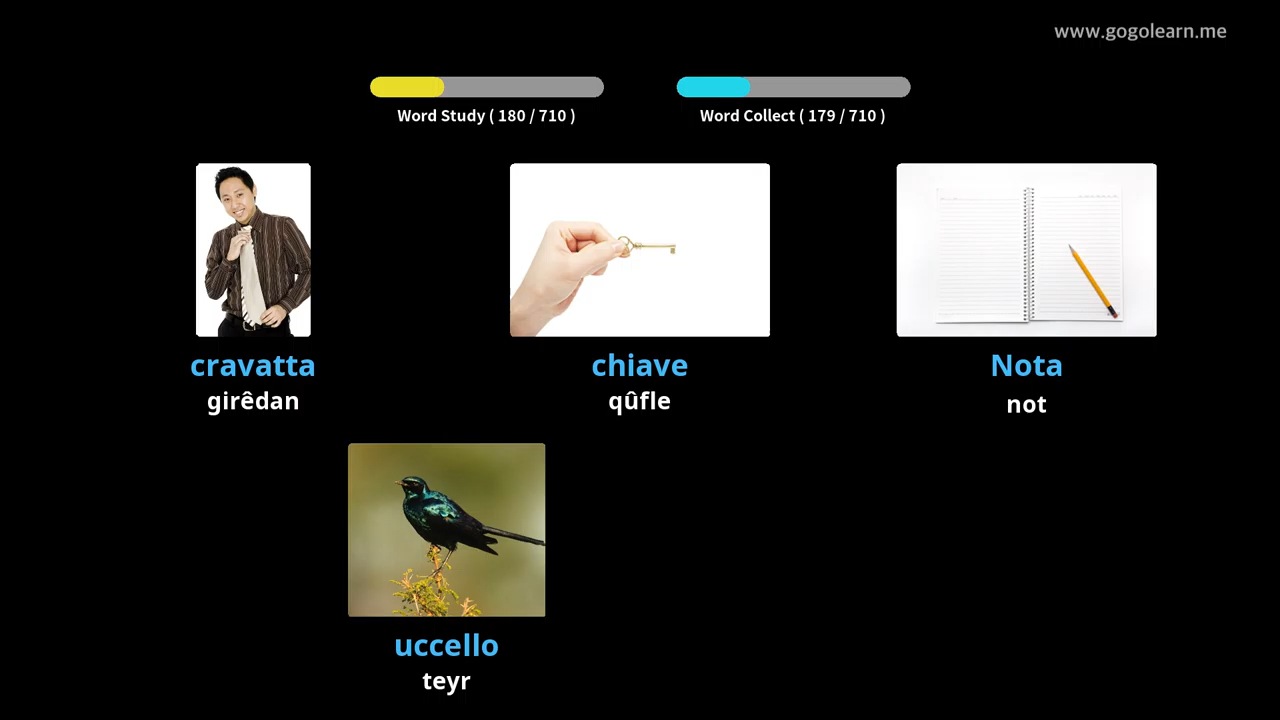 www.gogolearn.me
Word Study ( 180 / 710 )
Word Collect ( 179 / 710 )
cravatta
girêdan
chiave
qûfle
Nota
not
uccello
teyr